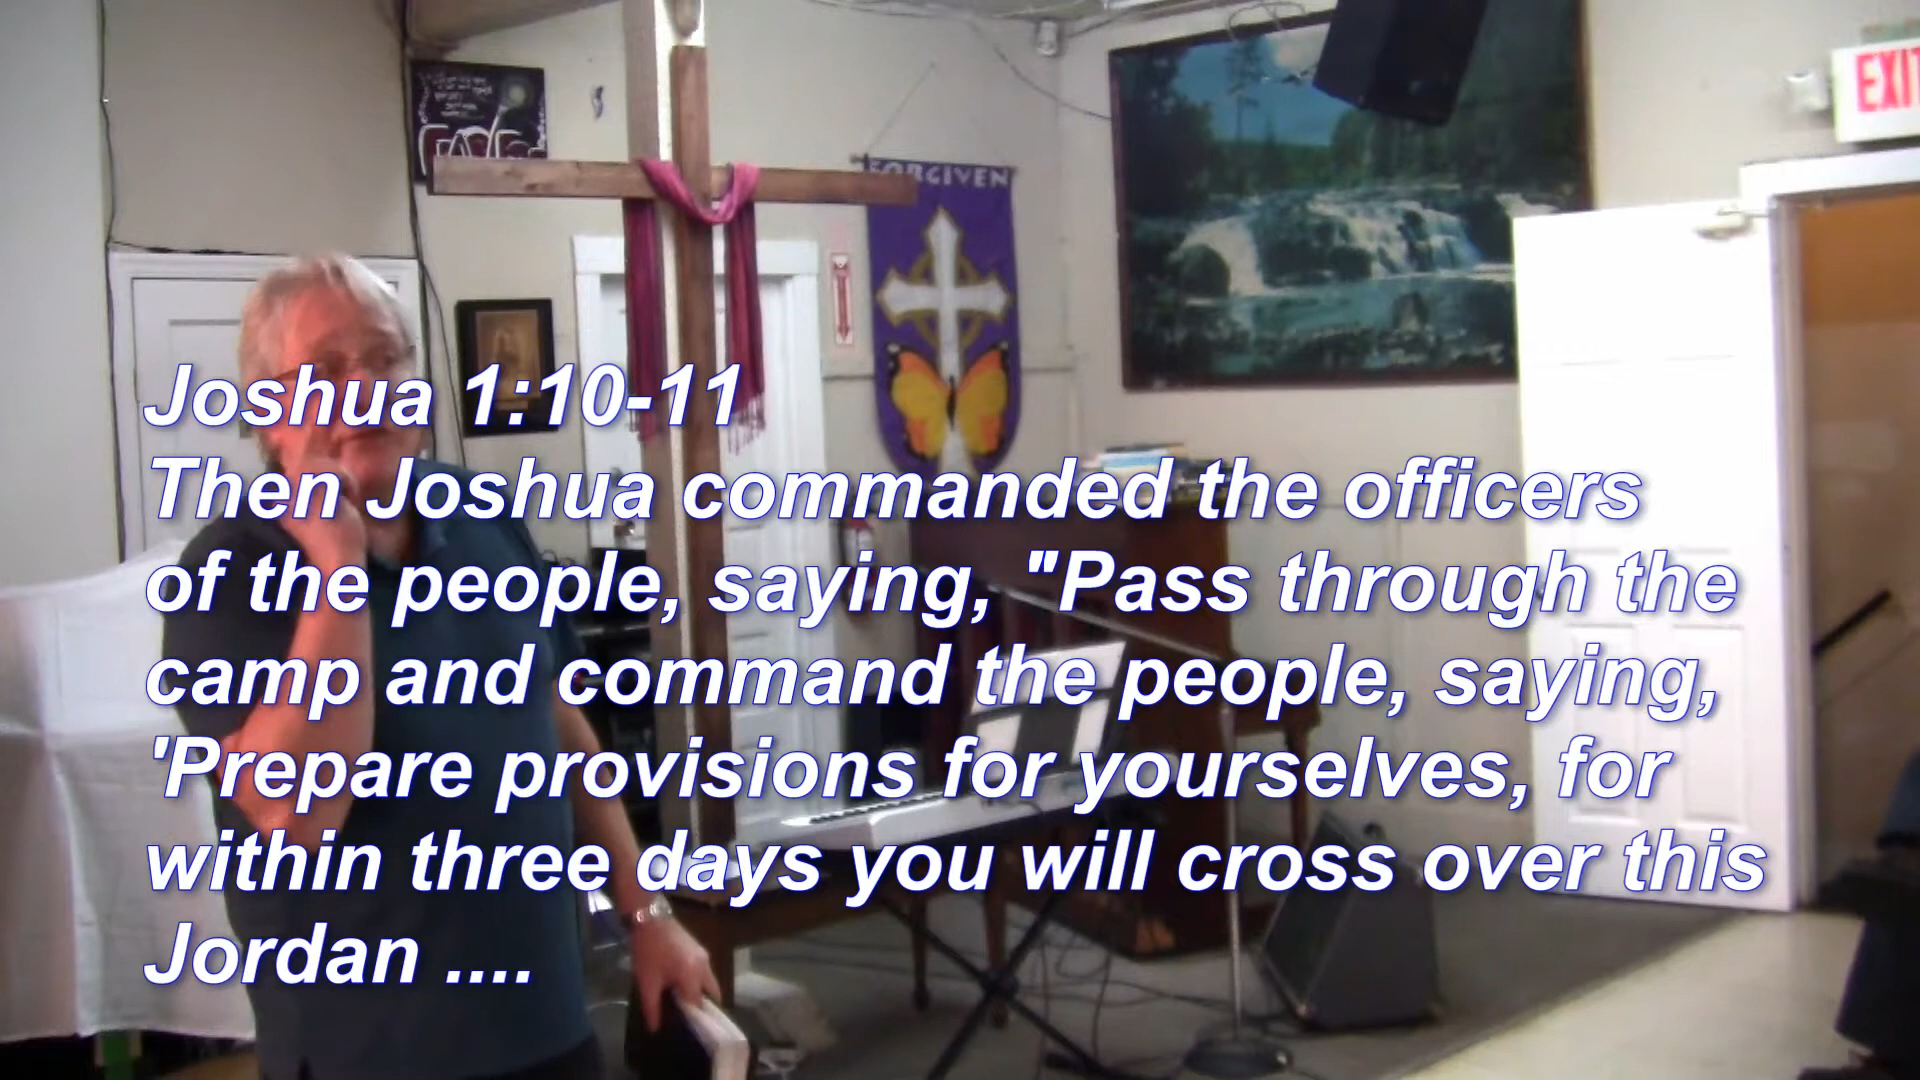 EXIT
FORGIVEN
Joshua 1:10-11
Then Joshua commanded the officers
of the people, saying, "Pass through the
camp and command the people, saying,
'Prepare provisions for yourselves, for
within three days you will cross over this
Jordan ....